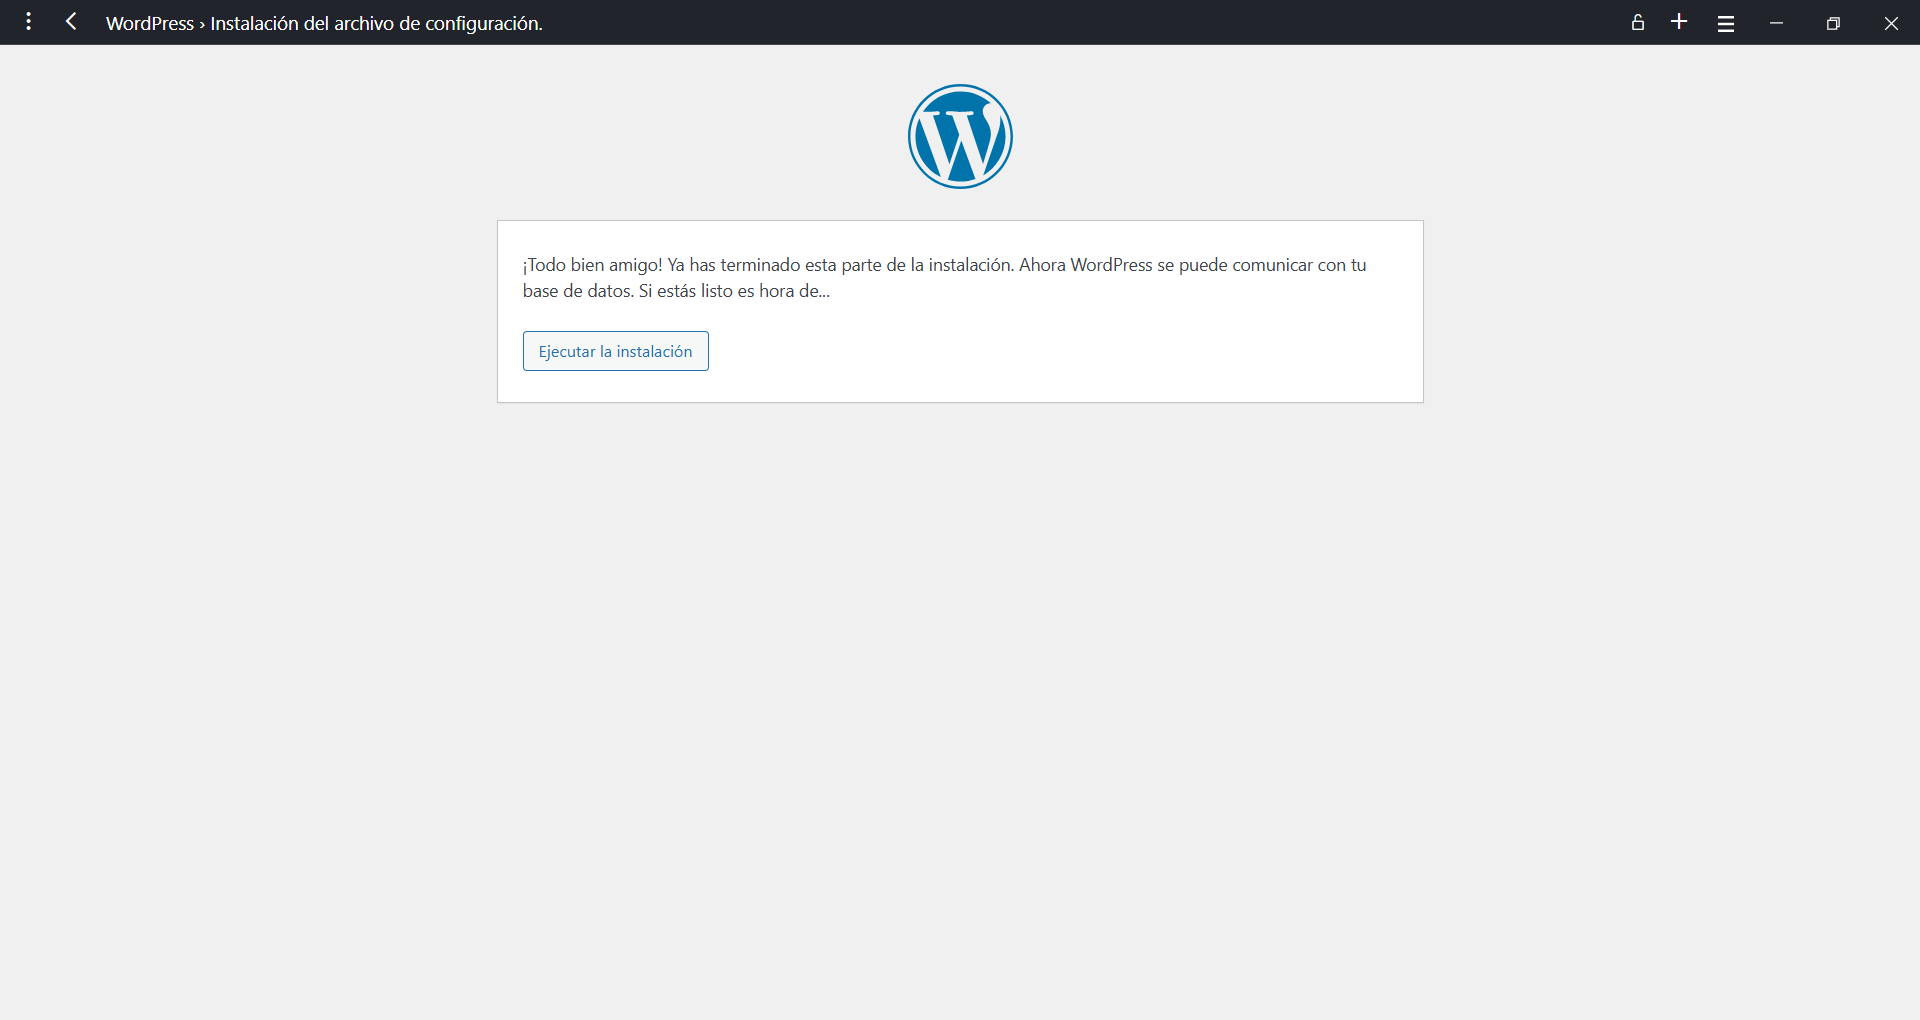 WordPress › Instalación del archivo de configuración.
¡Todo bien amigo! Ya has terminado esta parte de la instalación. Ahora WordPress se puede comunicar con tu
base de datos. Si estás listo es hora de...
Ejecutar la instalación